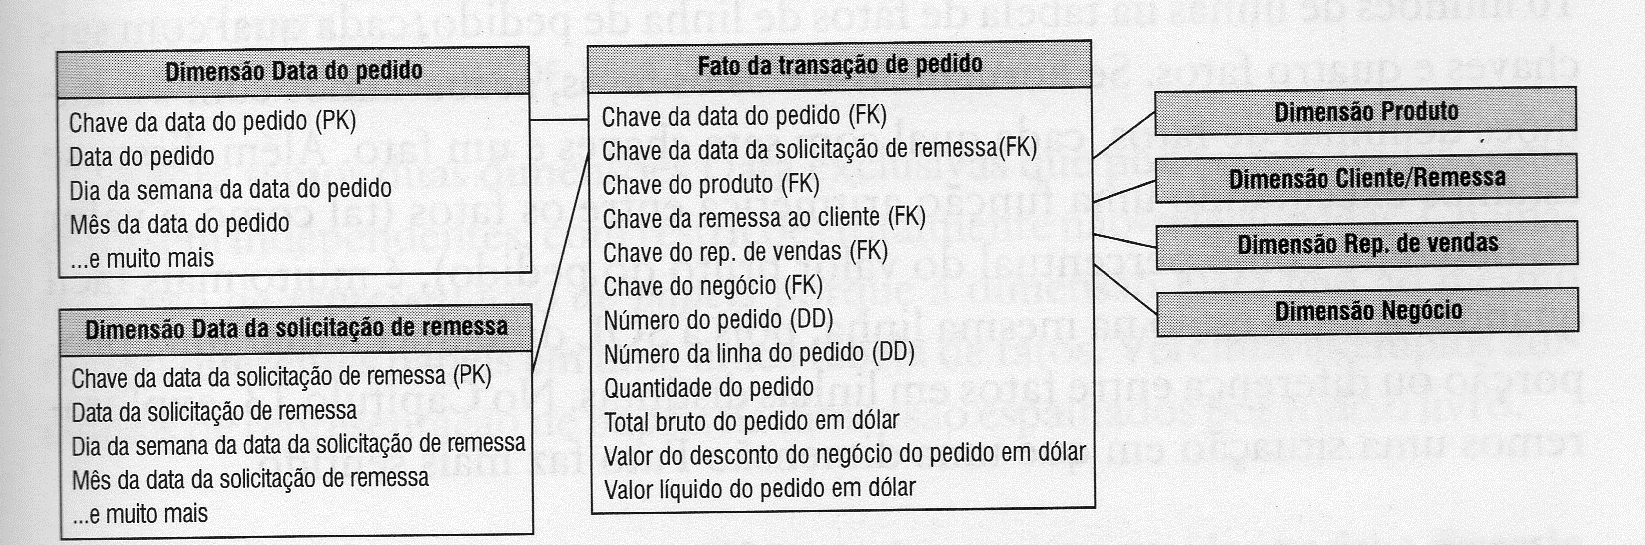 Dimensão Data do pedido
Chave da data do pedido (PK)
Data do pedido
Dia da semana da data do pedido
Mês da data do pedido
...e muito mais
Dimensão Data da solicitação de remessa
Chave da data da solicitação de remessa (PK)
Data da solicitação de remessa
Dia da semana da data da solicitação de remessa
Mês da data da solicitação de remessa
...e muito mais
Fato da transação de pedido
Chave da data do pedido (FK)
Chave da data da solicitação de remessa(FK)
Chave do produto (FK)
Chave da remessa ao cliente (FK)
Chave do rep. de vendas (FK)
Chave do negócio (FK)
Número do pedido (DD)
Número da linha do pedido (DD)
Quantidade do pedido
Total bruto do pedido em dólar
Valor do desconto do negócio do pedido em dólar
Valor líquido do pedido em dólar
Dimensão Produto
Dimensão Cliente/Remessa
Dimensão Rep. de vendas
Dimensão Negócio